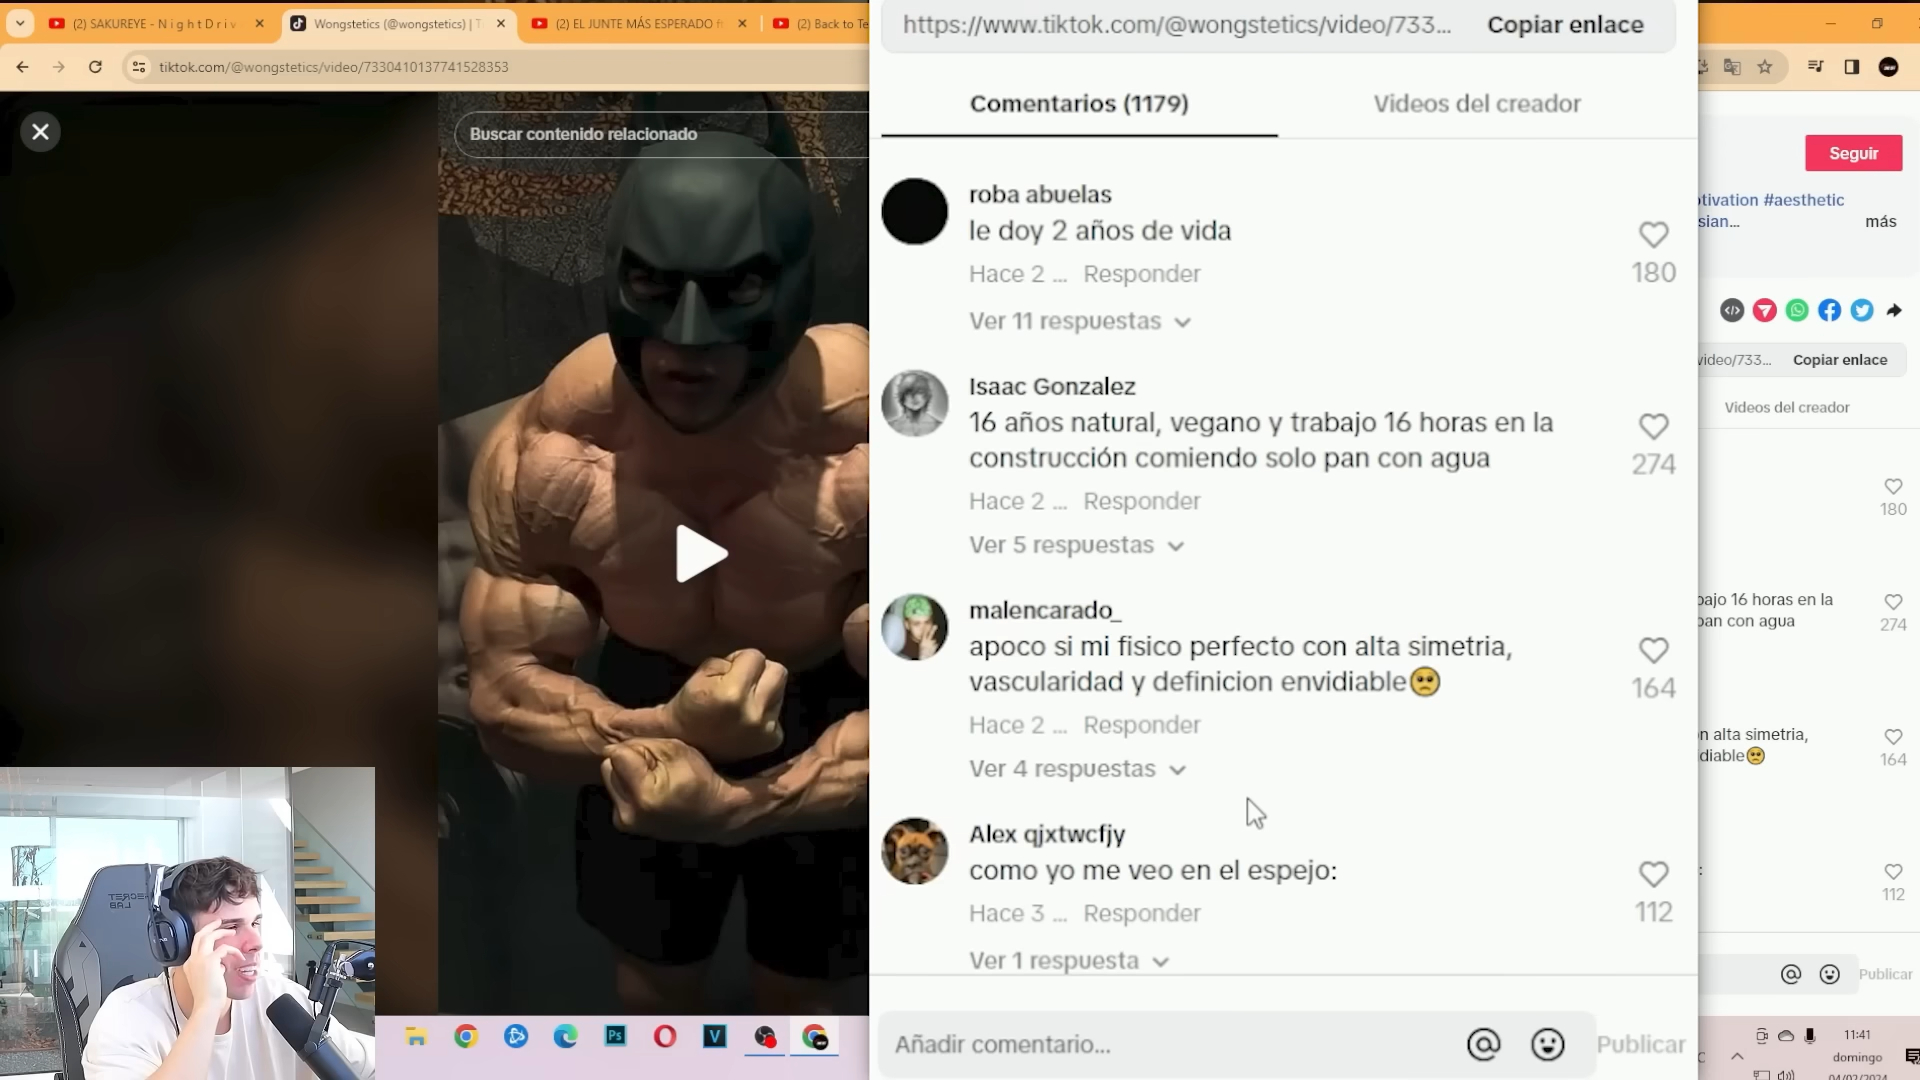 (2) SAKUREYE - N i g h t D r i v
Wongstetics (@wongstetics) | T
(2) EL JUNTE MÁS ESPERADO
(2) Back to Te
tiktok.com/@wongstetics/video/7330410137741528353
Buscar contenido relacionado
https://www.tiktok.com/@wongstetics/video/733...
Copiar enlace
Comentarios (1179)
Videos del creador
roba abuelas
le doy 2 años de vida
Hace 2 ... Responder
180
Ver 11 respuestas
Isaac Gonzalez
16 años natural, vegano y trabajo 16 horas en la
construcción comiendo solo pan con agua
274
Hace 2 ... Responder
Ver 5 respuestas
malencarado_
apoco si mi fisico perfecto con alta simetria,
vascularidad y definicion envidiable🥺
164
Hace 2 ... Responder
Ver 4 respuestas
Alex qjxtwcfjy
como yo me veo en el espejo:
Hace 3 ... Responder
112
Ver 1 respuesta
Añadir comentario...
Publicar
Seguir
otivation #aesthetic
sian...
más
video/733...
Copiar enlace
Videos del creador
180
bajo 16 horas en la
pan con agua
274
n alta simetria,
diable🥺
164
:
112
Publicar
SECRET
LAB
Ps
V
11:41
domingo
04/02/2024